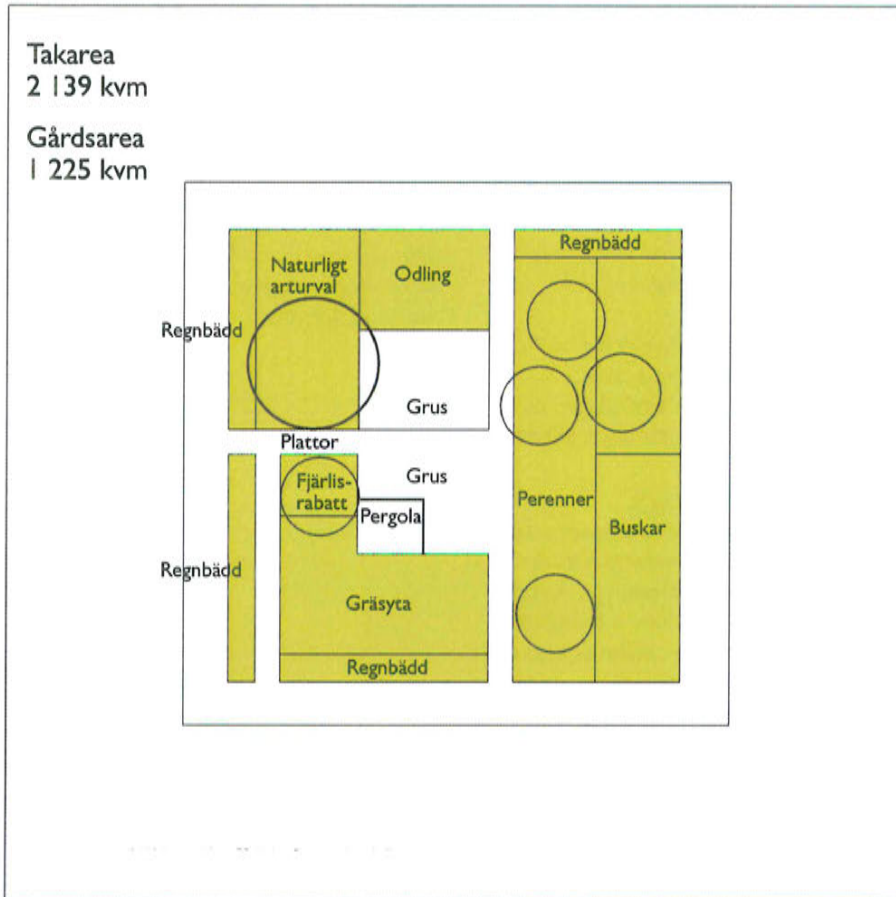 Takarea
2 139 kvm
Gårdsarea
1 225 kvm
Regnbädd
Naturligt
arturval
Odling
Regnbädd
Grus
Plattor
Fjärlis-
rabatt
Grus
Pergola
Perenner
Buskar
Regnbädd
Gräsyta
Regnbädd